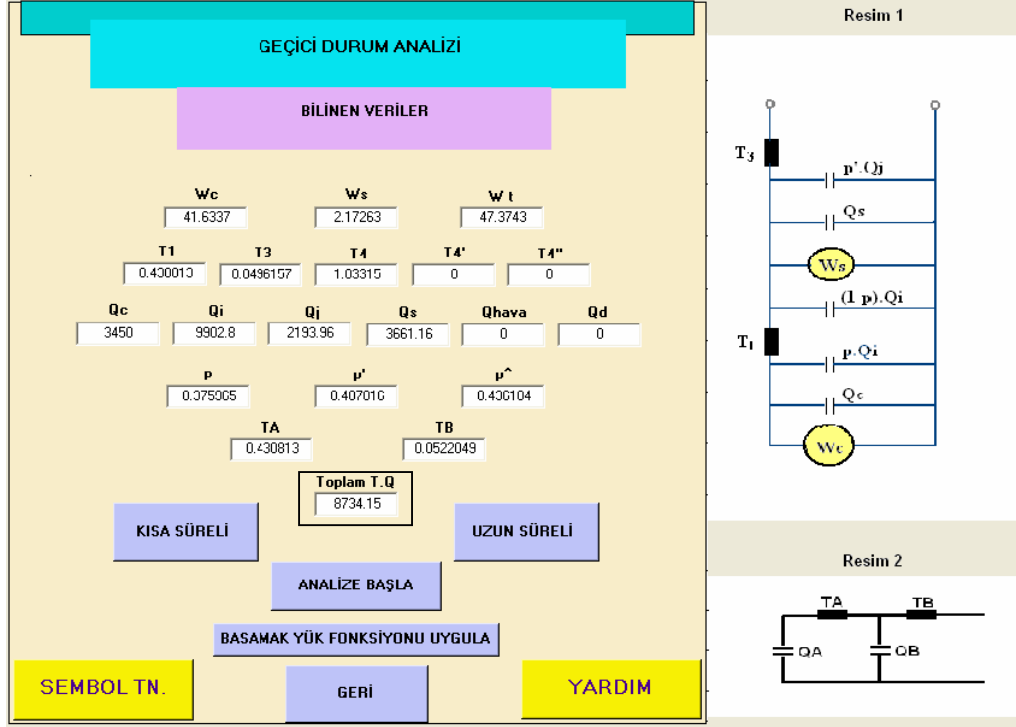 GEÇİCİ DURUM ANALİZİ
BİLİNEN VERİLER
Wc Ws W t
41.6337 2.17263 47.3743
T1 T3 T4 T4' T4"
0.430013 0.0496157 1.03315 0 0
Qc Qi Qj Qs Qhava Qd
3450 9902.8 2193.96 3661.16 0 0
p p' p^
0.375065 0.407016 0.436104
TA TB
0.430813 0.0522049
Toplam T.Q
8734.15
KISA SÜRELİ UZUN SÜRELİ
ANALİZE BAŞLA
BASAMAK YÜK FONKSİYONU UYGULA
SEMBOL TN. GERİ YARDIM
Resim 1
T3
p'.Qj
Qs
Ws
(1 p).Qi
T1
p.Qi
Qc
Wc
Resim 2
TA TB
QA QB